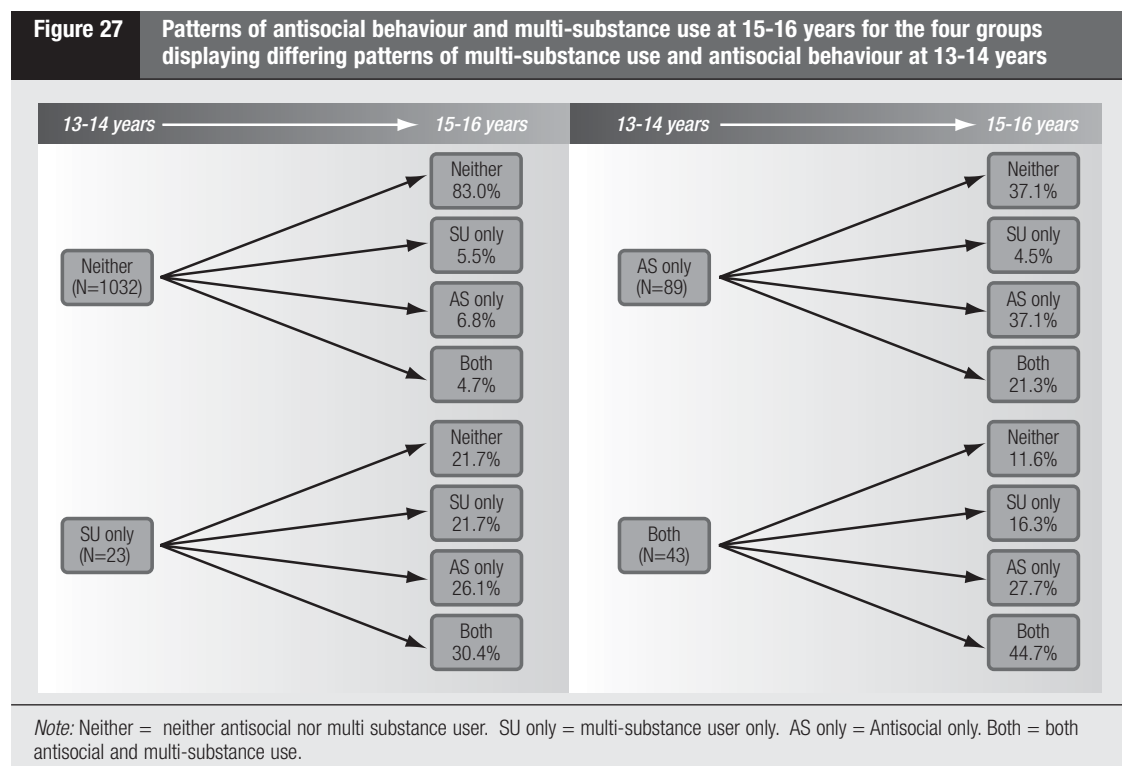 Figure 27
Patterns of antisocial behaviour and multi-substance use at 15-16 years for the four groups
displaying differing patterns of multi-substance use and antisocial behaviour at 13-14 years
13-14 years
15-16 years
Neither
(N=1032)
Neither
83.0%
SU only
5.5%
AS only
6.8%
Both
4.7%
SU only
(N=23)
Neither
21.7%
SU only
21.7%
AS only
26.1%
Both
30.4%
13-14 years
15-16 years
AS only
(N=89)
Neither
37.1%
SU only
4.5%
AS only
37.1%
Both
21.3%
Both
(N=43)
Neither
11.6%
SU only
16.3%
AS only
27.7%
Both
44.7%
Note: Neither = neither antisocial nor multi substance user. SU only = multi-substance user only. AS only = Antisocial only. Both = both
antisocial and multi-substance use.